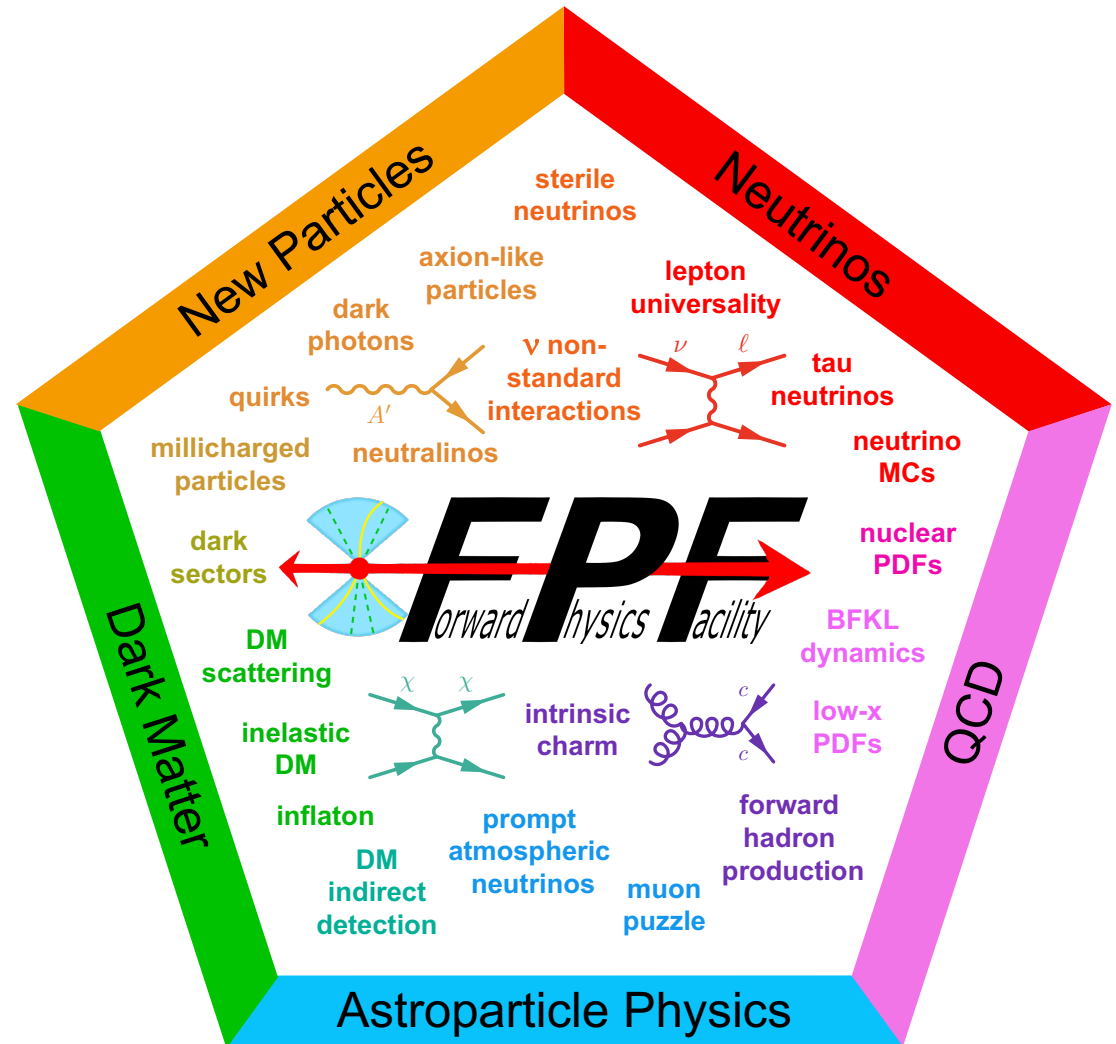 New Particles
Neutrinos
sterile
neutrinos
axion-like
particles
lepton
universality
dark
photons
ν non-
standard
interactions
ν
ℓ
tau
neutrinos
quirks
A′
neutralinos
millicharged
particles
neutrino
MCs
dark
sectors
Forward Physics Facility
nuclear
PDFs
Dark Matter
DM
scattering
BFKL
dynamics
QCD
χ
χ
inelastic
DM
intrinsic
charm
c
c
low-x
PDFs
inflaton
prompt
atmospheric
neutrinos
forward
hadron
production
DM
indirect
detection
muon
puzzle
Astroparticle Physics